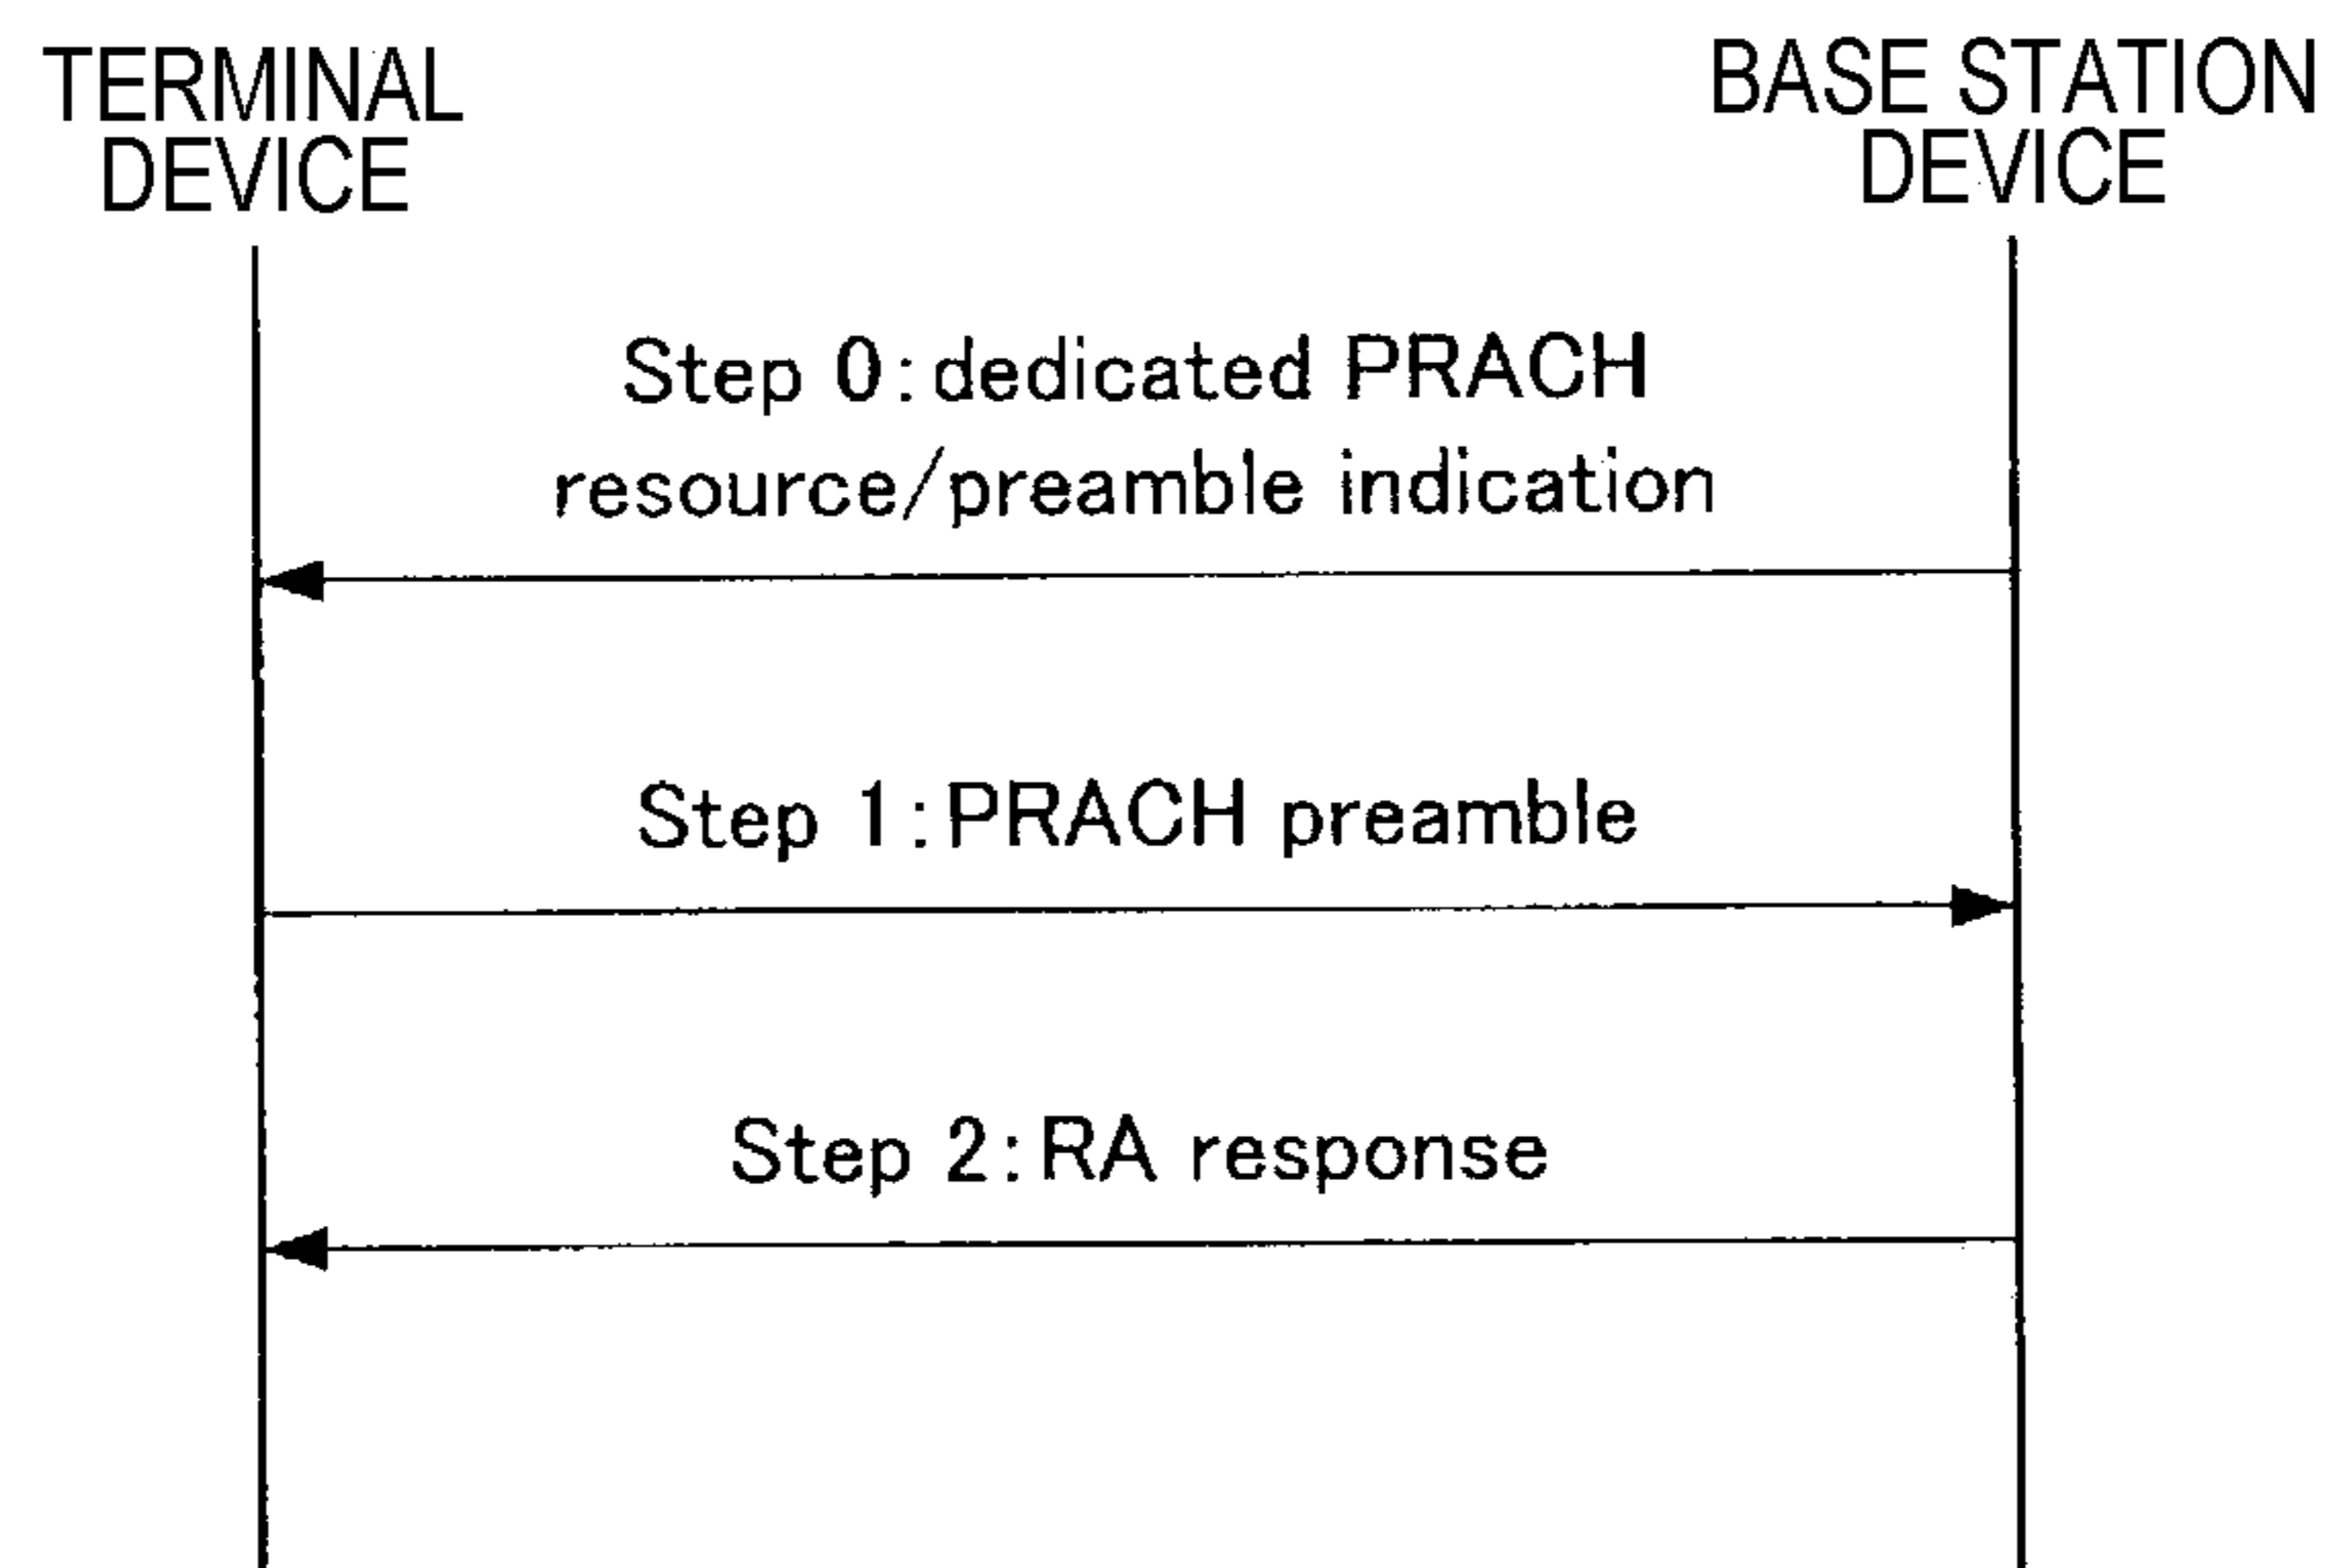 TERMINAL
DEVICE
BASE STATION
DEVICE
Step 0:dedicated PRACH
resource/preamble indication
Step 1:PRACH preamble
Step 2:RA response